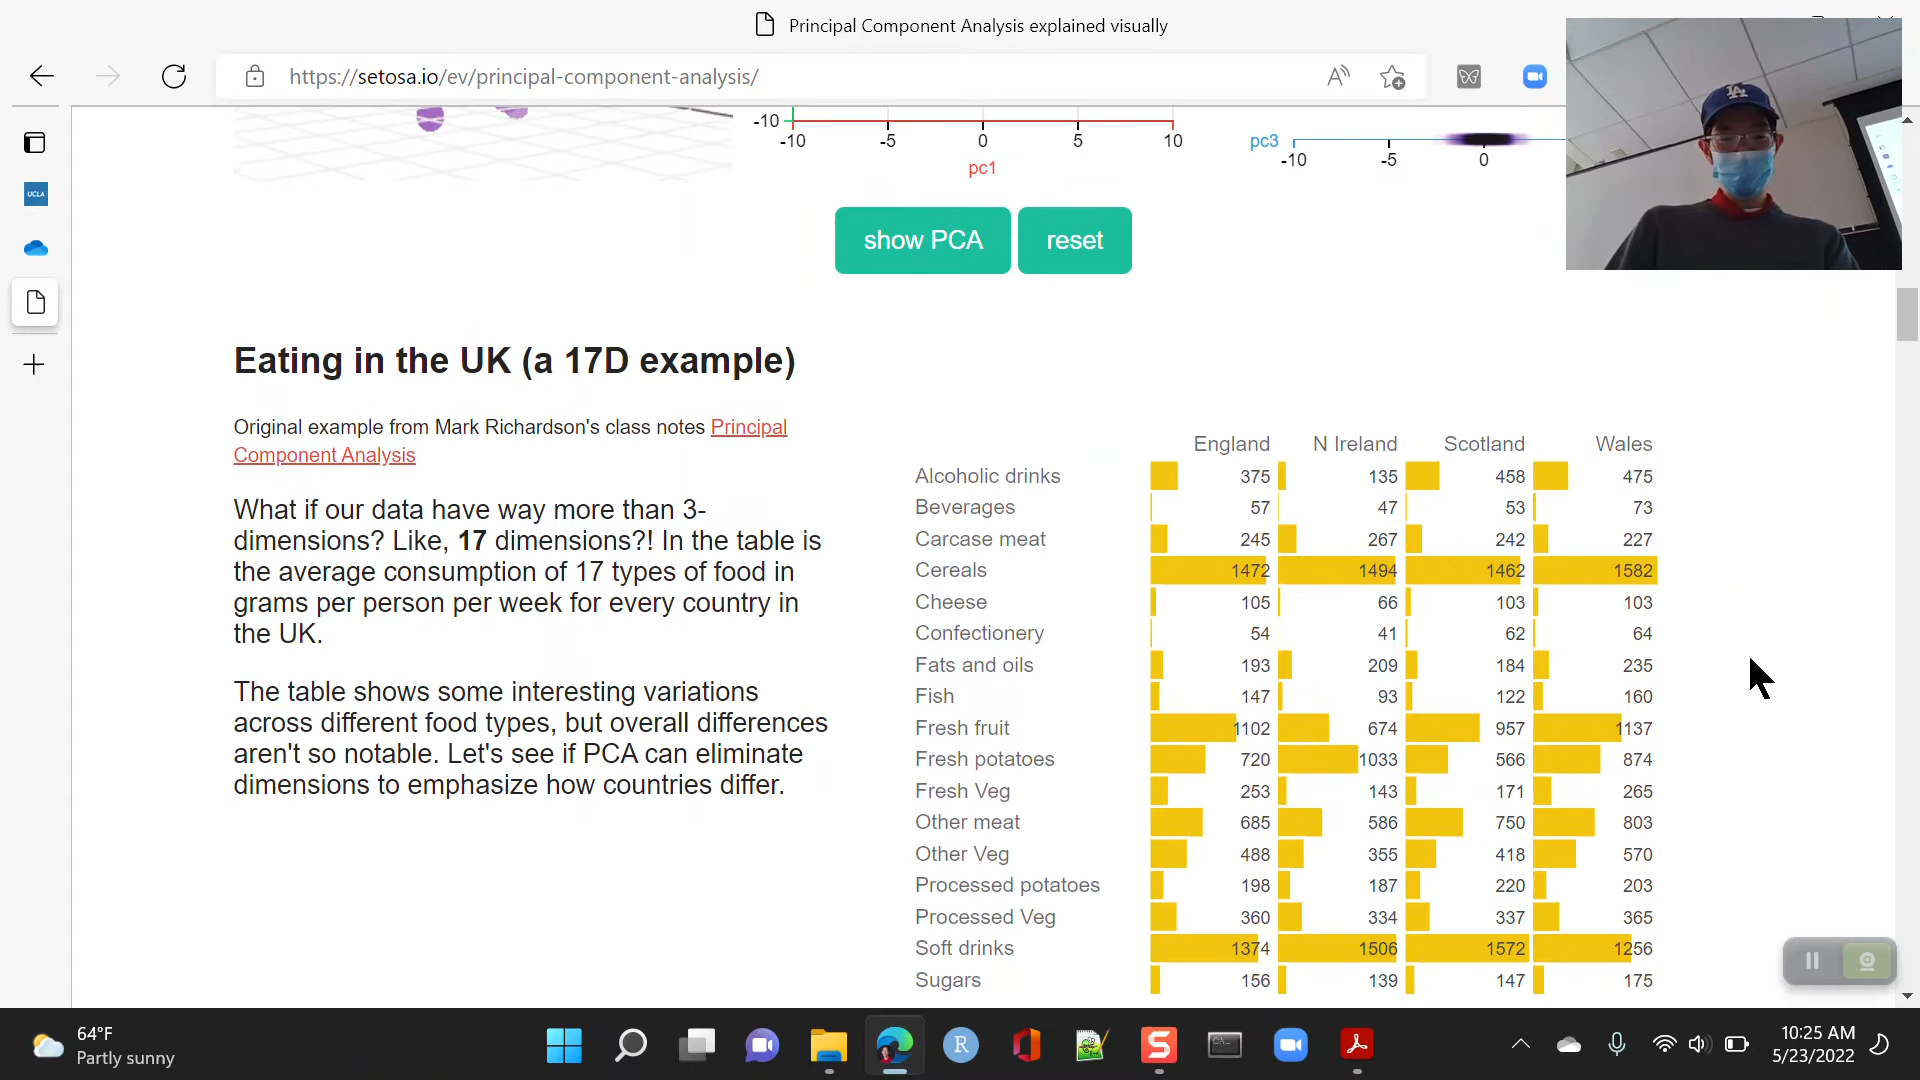 Principal Component Analysis explained visually
https://setosa.io/ev/principal-component-analysis/
UCLA
-10
-10 -5 0 5 10
pc1
pc3
-10 -5 0
show PCA reset
LA
Eating in the UK (a 17D example)
Original example from Mark Richardson's class notes Principal
Component Analysis
What if our data have way more than 3-
dimensions? Like, 17 dimensions?! In the table is
the average consumption of 17 types of food in
grams per person per week for every country in
the UK.
The table shows some interesting variations
across different food types, but overall differences
aren't so notable. Let's see if PCA can eliminate
dimensions to emphasize how countries differ.
England N Ireland Scotland Wales
Alcoholic drinks 375 135 458 475
Beverages 57 47 53 73
Carcase meat 245 267 242 227
Cereals 1472 1494 1462 1582
Cheese 105 66 103 103
Confectionery 54 41 62 64
Fats and oils 193 209 184 235
Fish 147 93 122 160
Fresh fruit 1102 674 957 1137
Fresh potatoes 720 1033 566 874
Fresh Veg 253 143 171 265
Other meat 685 586 750 803
Other Veg 488 355 418 570
Processed potatoes 198 187 220 203
Processed Veg 360 334 337 365
Soft drinks 1374 1506 1572 1256
Sugars 156 139 147 175
64°F
Partly sunny
R
S
10:25 AM
5/23/2022